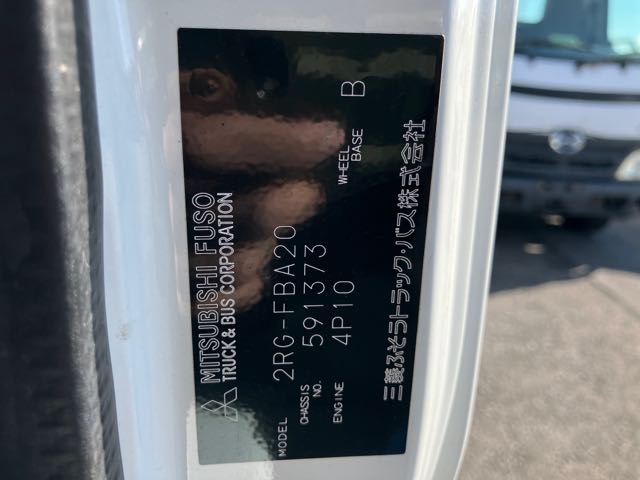 MITSUBISHI FUSO
TRUCK & BUS CORPORATION
MODEL 2RG-FBA20
CHASSIS NO. 591373
ENGINE 4P10 WHEEL BASE B
三菱ふそうトラック・バス株式会社